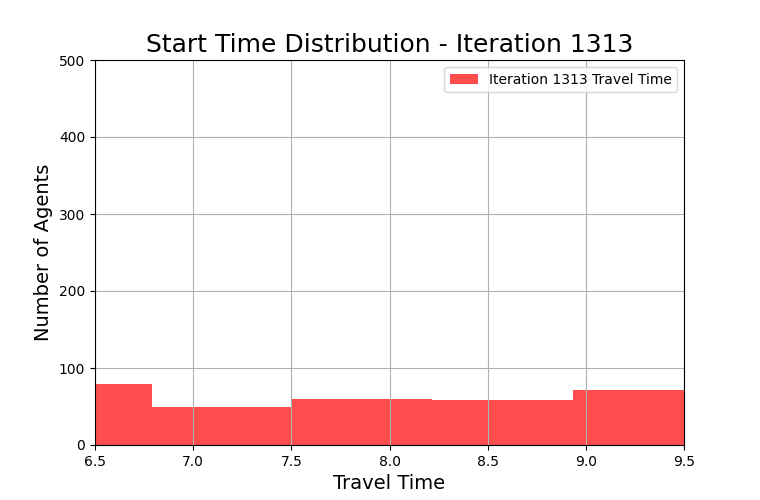 Start Time Distribution - Iteration 1313
Iteration 1313 Travel Time
Number of Agents
500
400
300
200
100
0
6.5 7.0 7.5 8.0 8.5 9.0 9.5
Travel Time